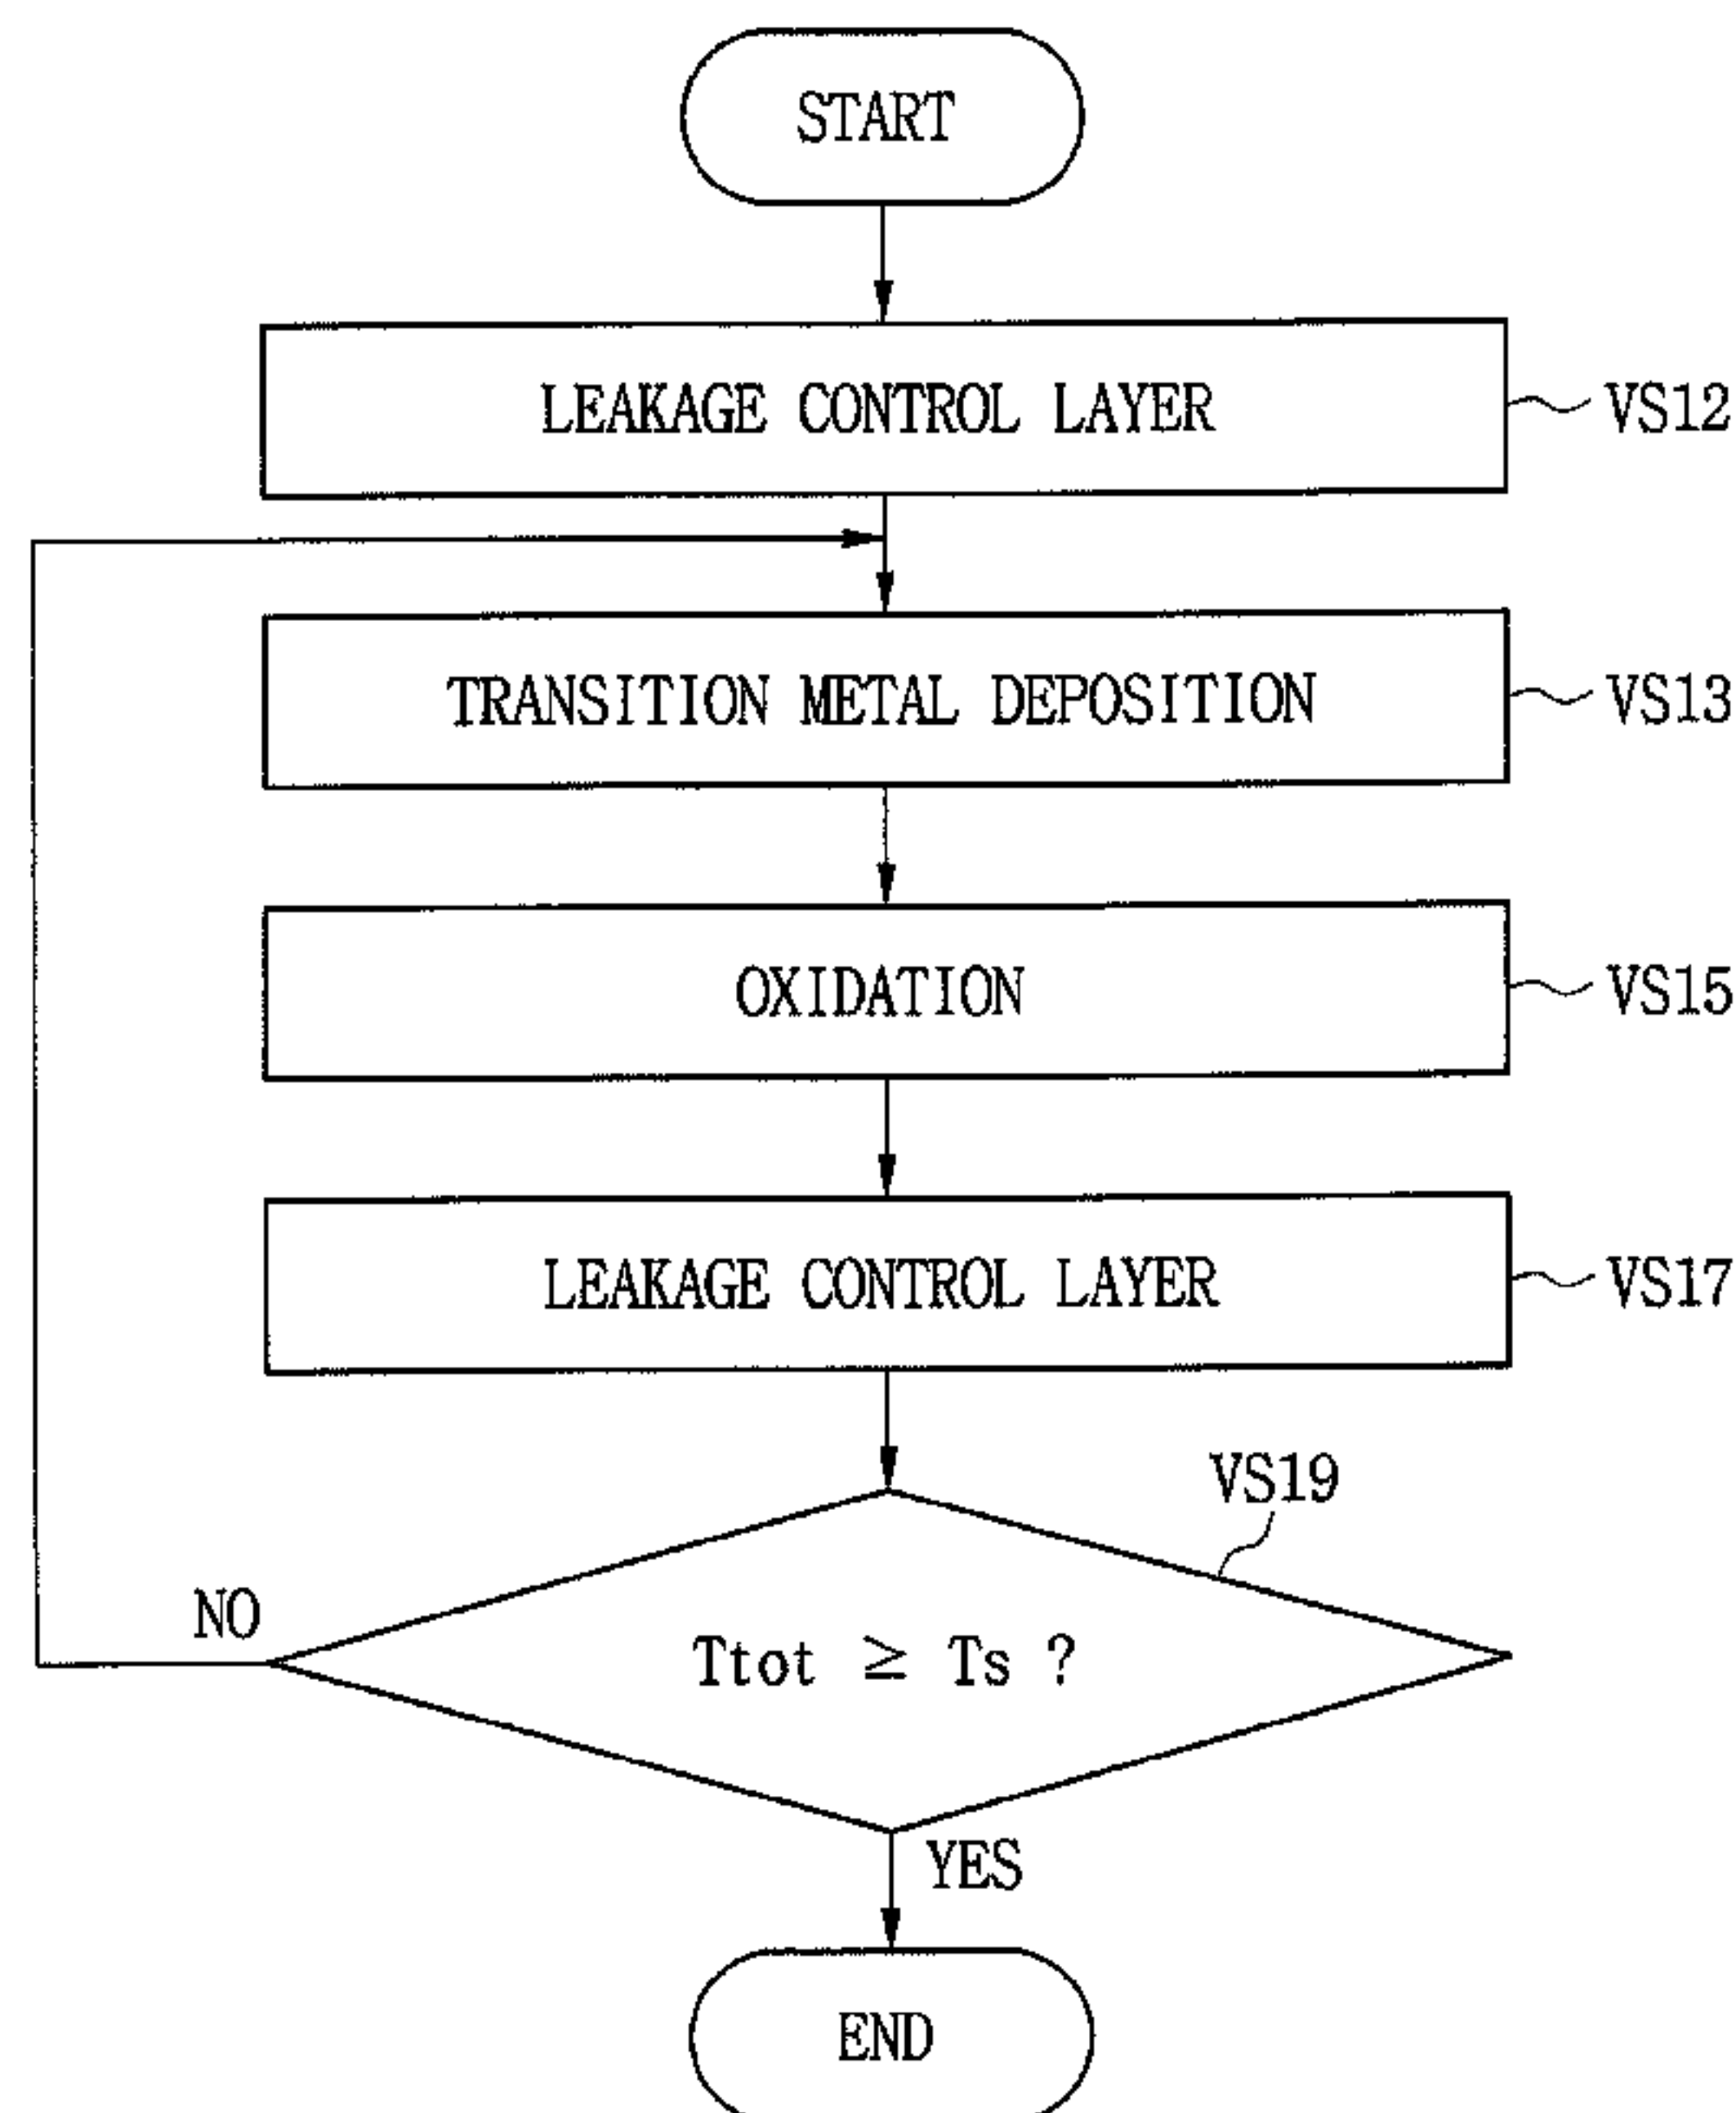 START
LEAKAGE CONTROL LAYER
VS12
TRANSITION METAL DEPOSITION
VS13
OXIDATION
VS15
LEAKAGE CONTROL LAYER
VS17
VS19
NO
Ttot ≥ Ts ?
YES
END